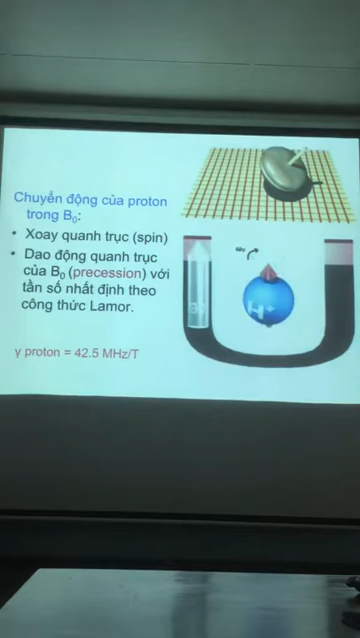 Chuyển động của proton
trong B₀:
• Xoay quanh trục (spin)
• Dao động quanh trục
của B₀ (precession) với
tần số nhất định theo
công thức Lamor.
γ proton = 42.5 MHz/T
H⁺